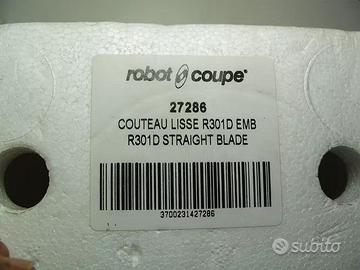 robot coupe®
27286
COUTEAU LISSE R301D EMB
R301D STRAIGHT BLADE
3700231427286
subito